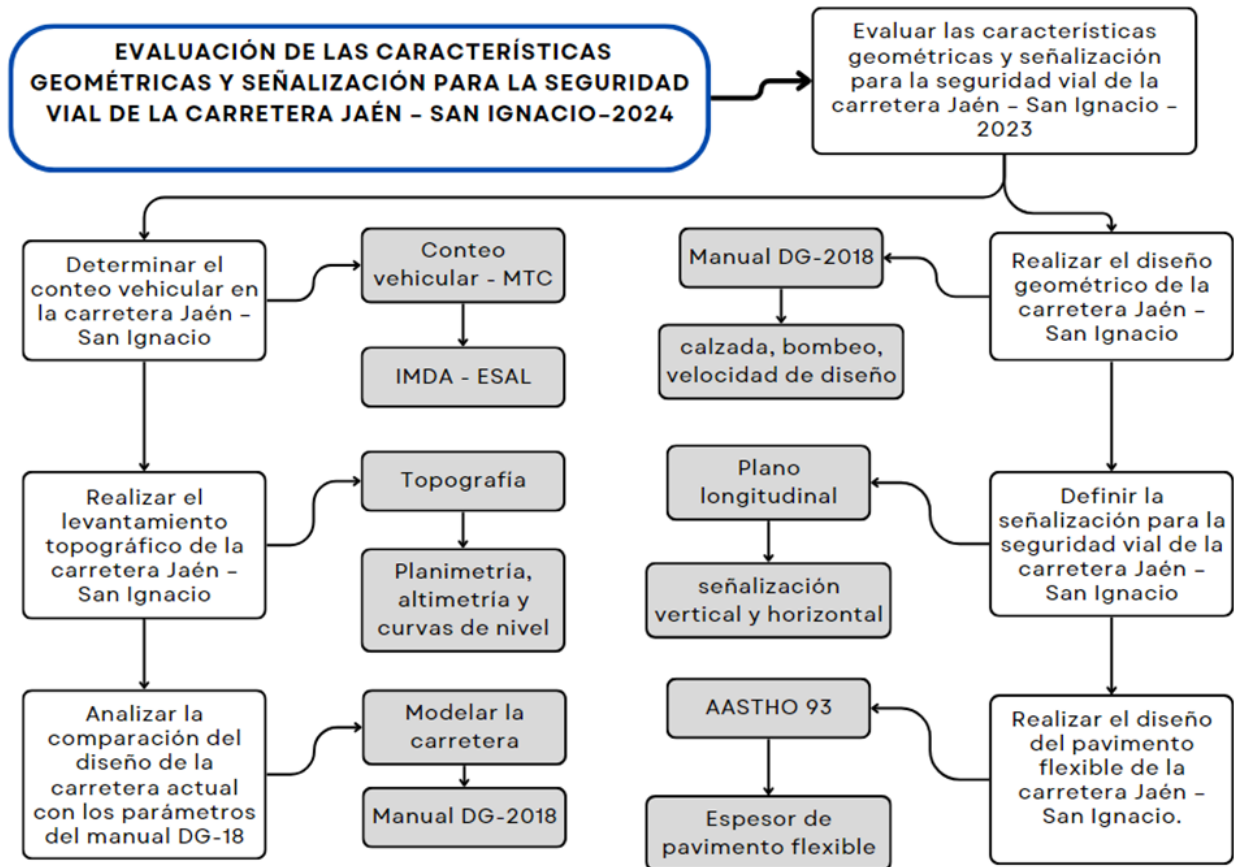 EVALUACIÓN DE LAS CARACTERÍSTICAS
GEOMÉTRICAS Y SEÑALIZACIÓN PARA LA SEGURIDAD
VIAL DE LA CARRETERA JAÉN – SAN IGNACIO–2024
Evaluar las características
geométricas y señalización
para la seguridad vial de la
carretera Jaén – San Ignacio –
2023
Determinar el
conteo vehicular en
la carretera Jaén –
San Ignacio
Conteo
vehicular - MTC
IMDA - ESAL
Realizar el
levantamiento
topográfico de la
carretera Jaén –
San Ignacio
Topografía
Planimetría,
altimetría y
curvas de nivel
Analizar la
comparación del
diseño de la
carretera actual
con los parámetros
del manual DG-18
Modelar la
carretera
Manual DG-2018
Realizar el diseño
geométrico de la
carretera Jaén –
San Ignacio
Manual DG-2018
calzada, bombeo,
velocidad de diseño
Definir la
señalización para la
seguridad vial de la
carretera Jaén –
San Ignacio
Plano
longitudinal
señalización
vertical y horizontal
Realizar el diseño
del pavimento
flexible de la
carretera Jaén –
San Ignacio.
AASTHO 93
Espesor de
pavimento flexible